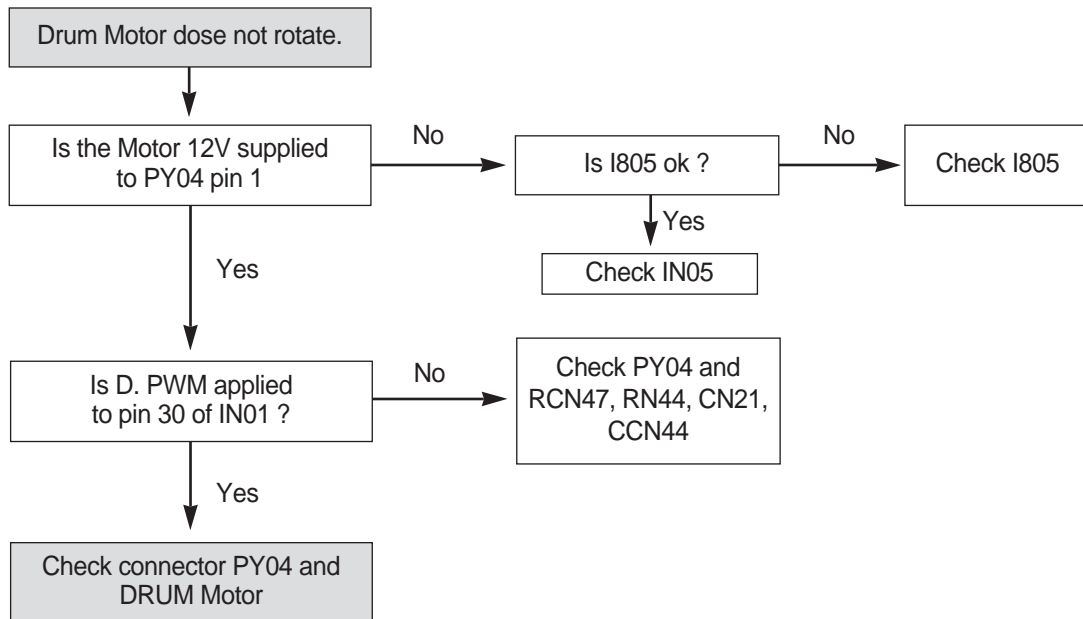 Drum Motor dose not rotate.
Is the Motor 12V supplied
to PY04 pin 1
No
Is I805 ok ?
No
Check I805
Yes
Check IN05
Yes
Is D. PWM applied
to pin 30 of IN01 ?
No
Check PY04 and
RCN47, RN44, CN21,
CCN44
Yes
Check connector PY04 and
DRUM Motor